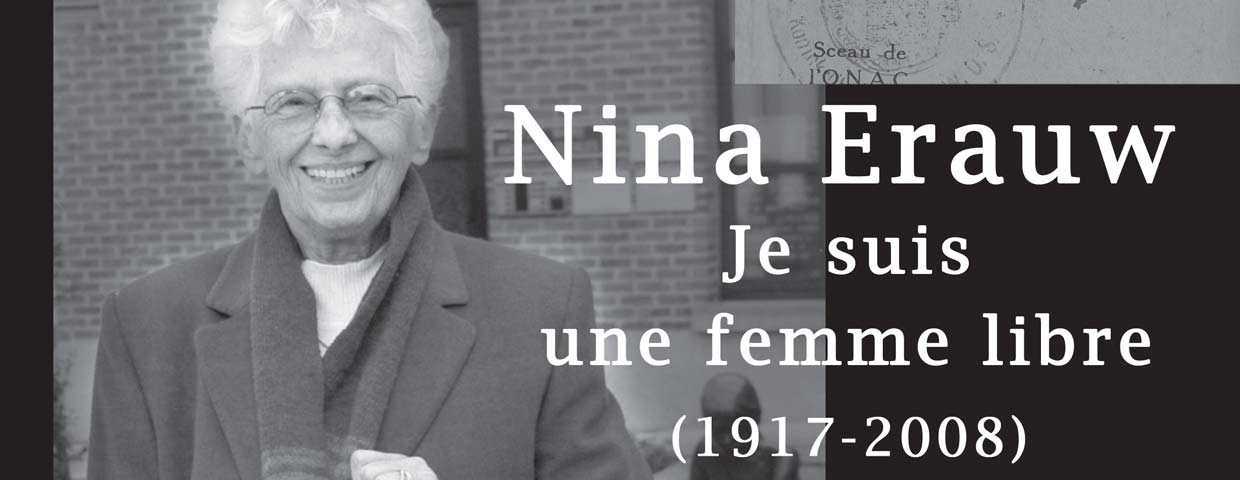 Sceau de
l'ONAC
Nina Erauw
Je suis
une femme libre
(1917-2008)